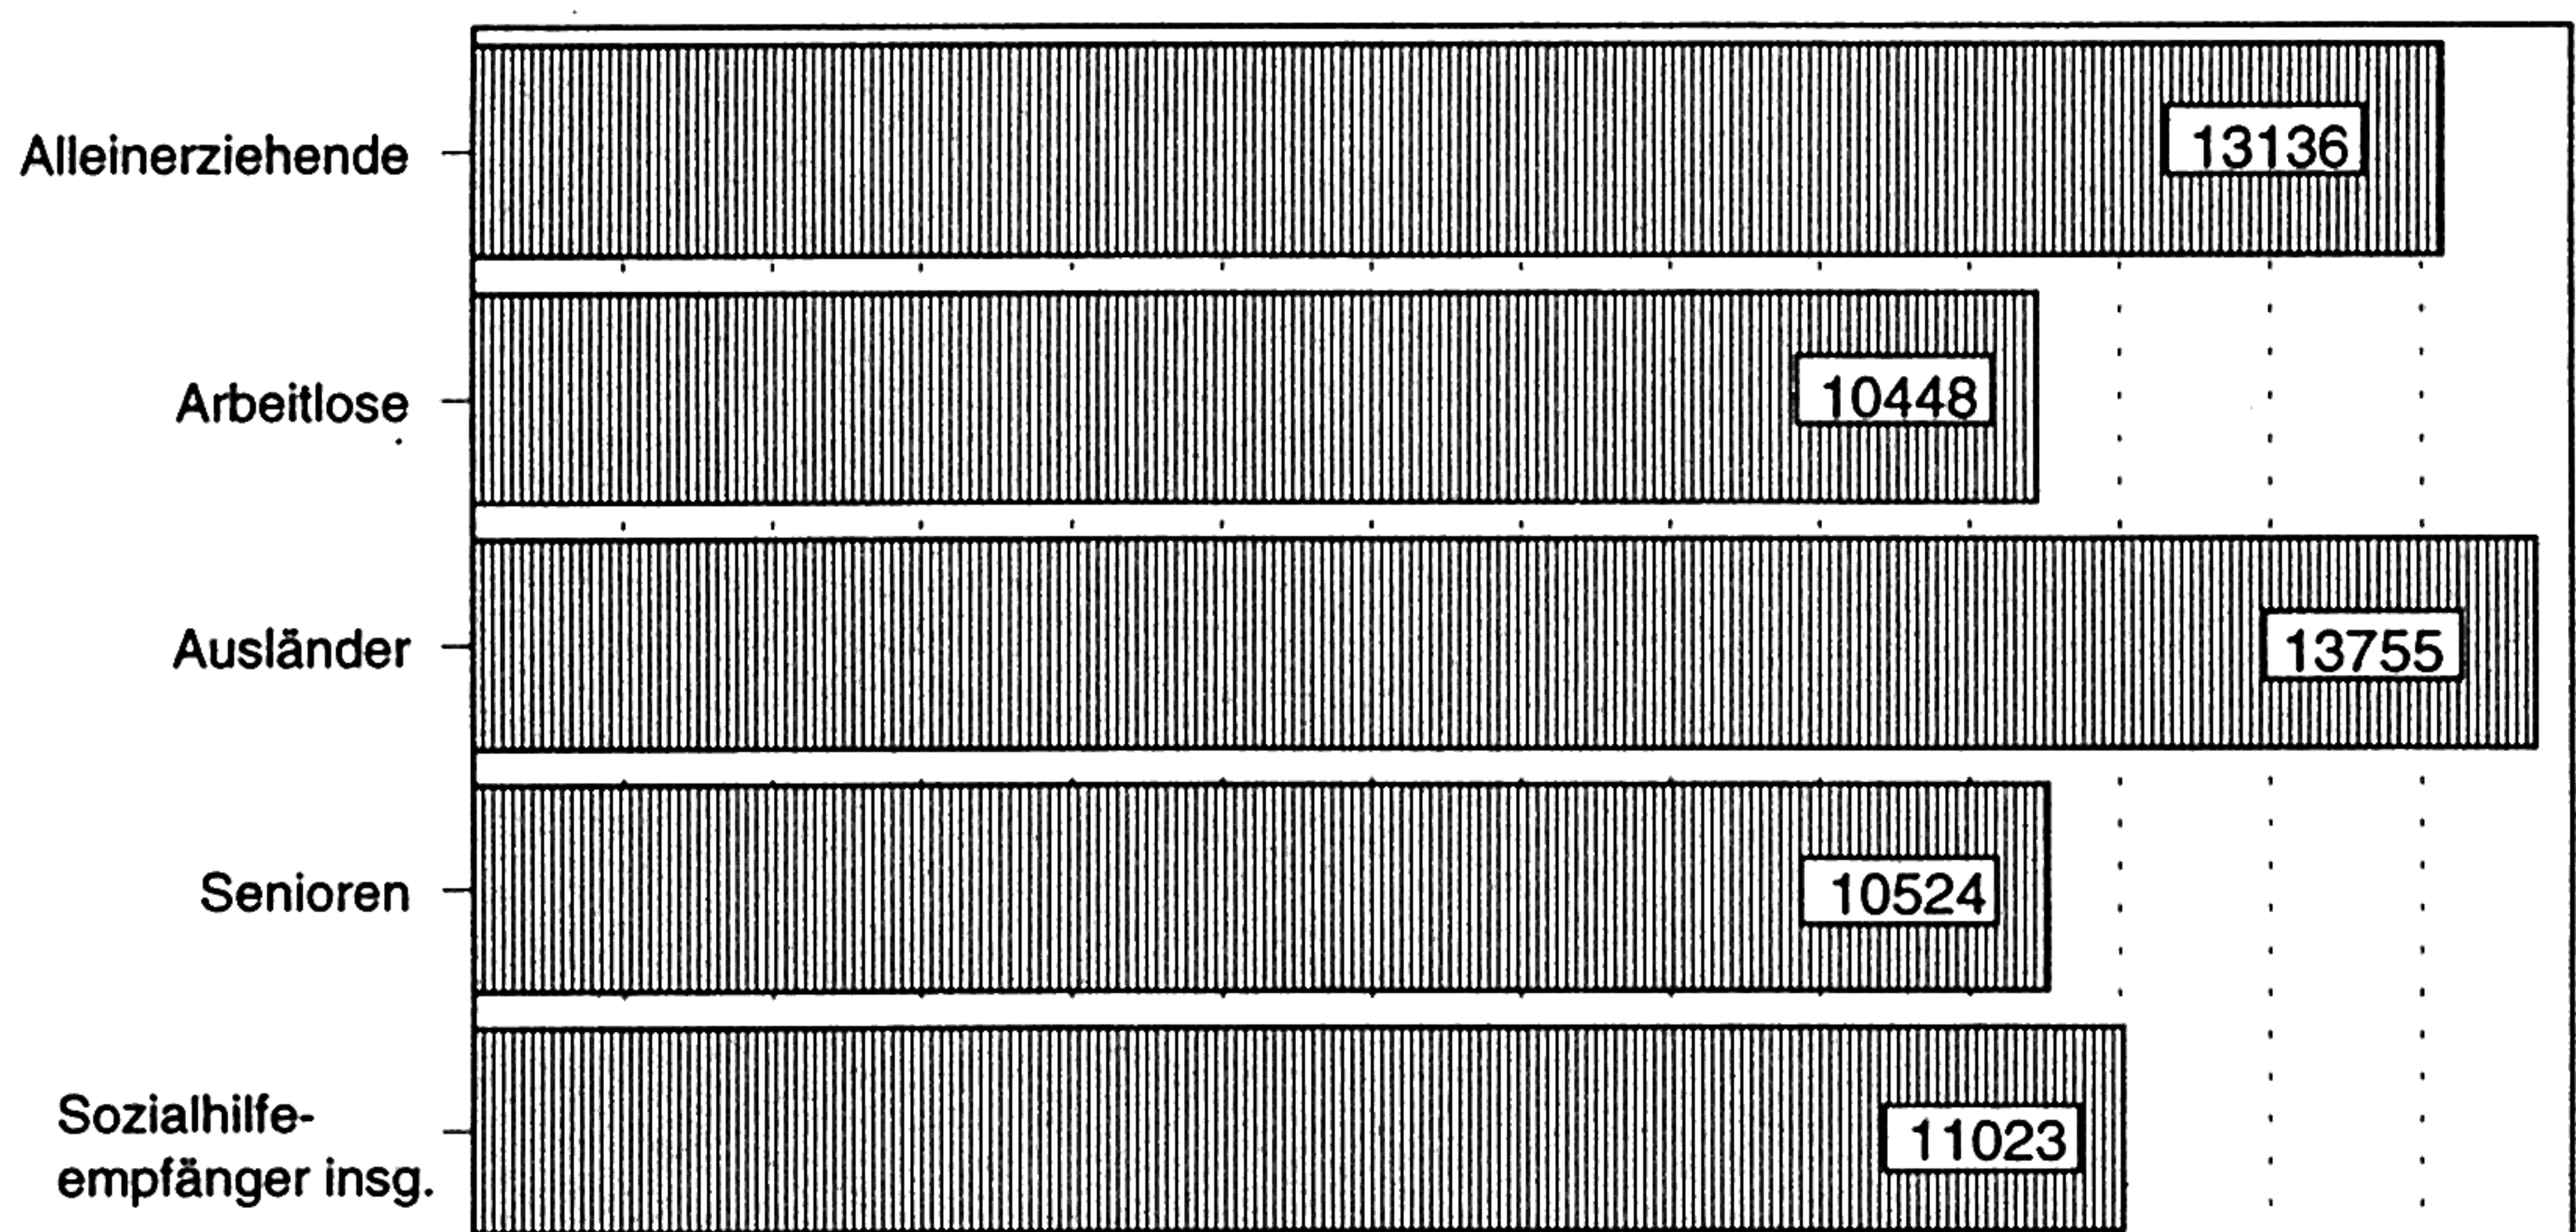 Alleinerziehende
13136
Arbeitlose
10448
Ausländer
13755
Senioren
10524
Sozialhilfe-
empfänger insg.
11023